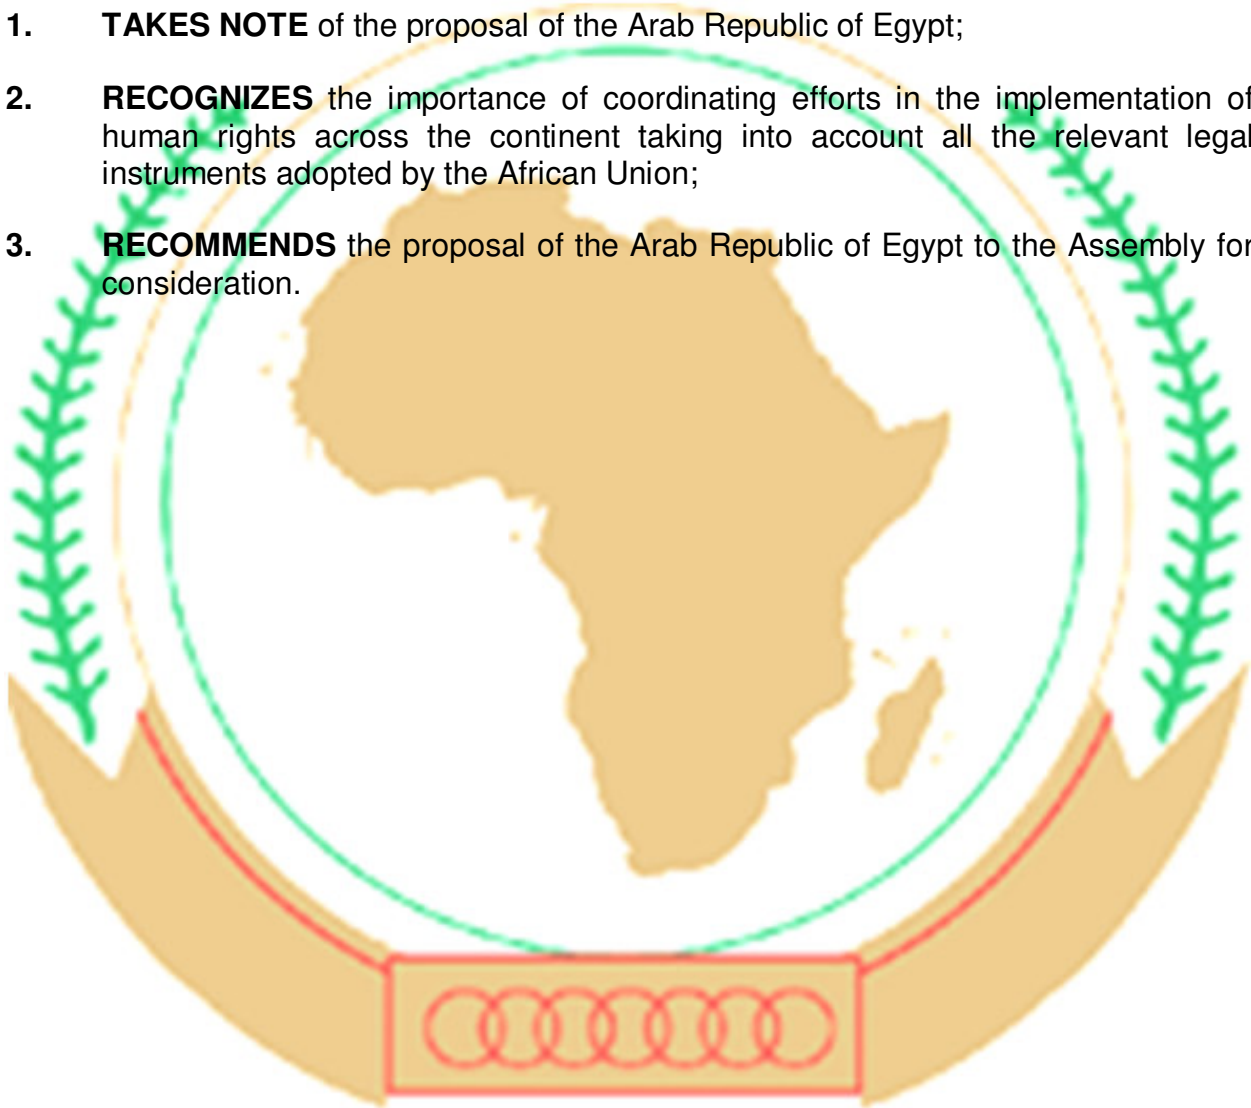 1. TAKES NOTE of the proposal of the Arab Republic of Egypt;
2. RECOGNIZES the importance of coordinating efforts in the implementation of
human rights across the continent taking into account all the relevant legal
instruments adopted by the African Union;
3. RECOMMENDS the proposal of the Arab Republic of Egypt to the Assembly for
consideration.